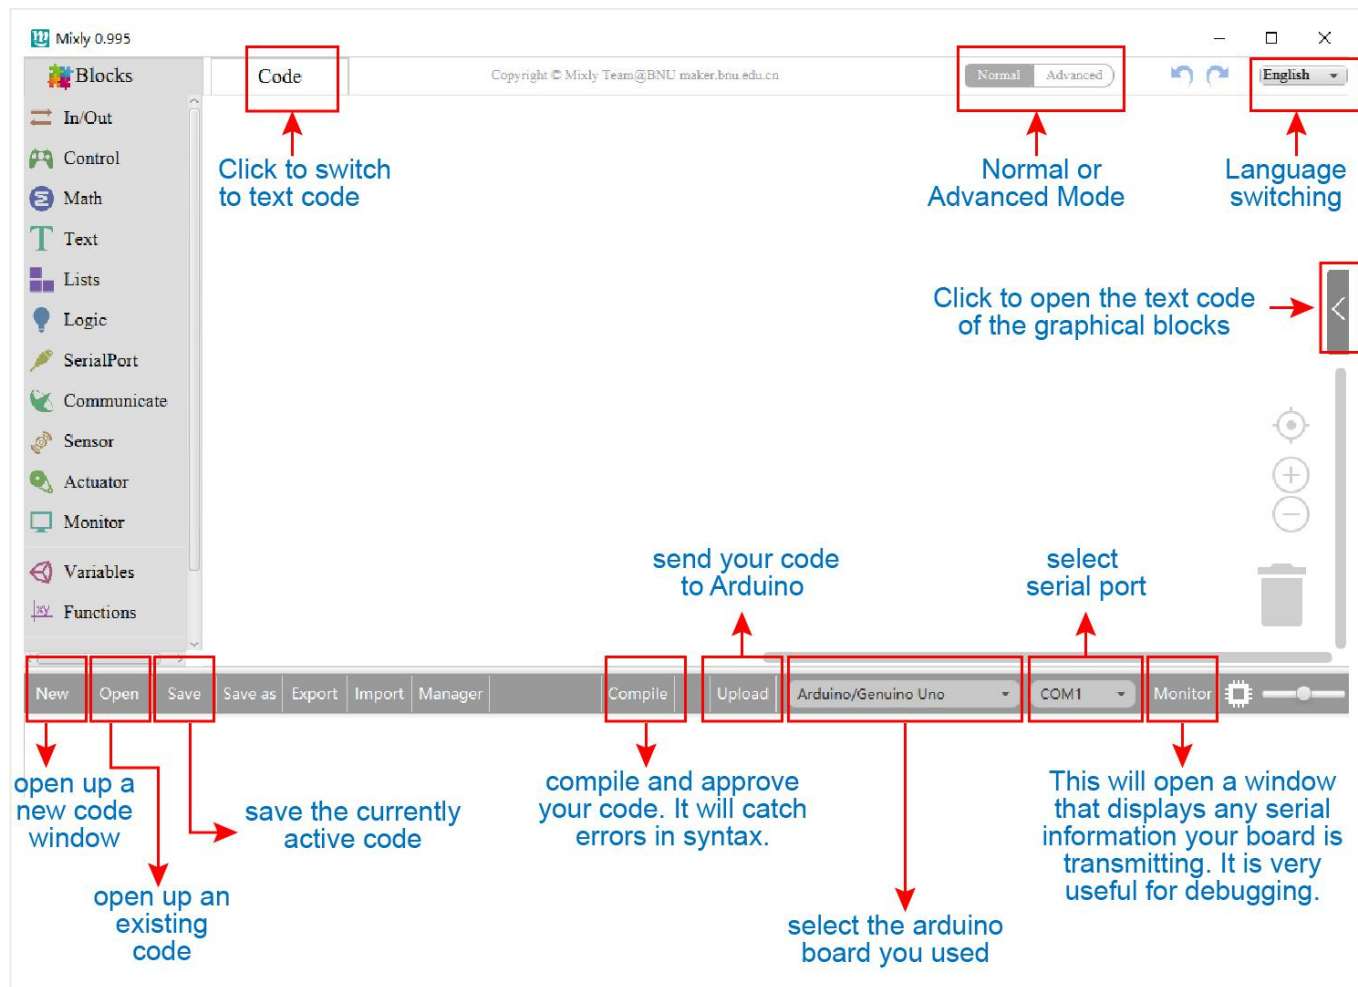 Mixly 0.995
Blocks
Code
Copyright © Mixly Team@BNU maker.bnu.edu.cn
Normal
Advanced
English
In/Out
Control
Math
Text
Lists
Logic
SerialPort
Communicate
Sensor
Actuator
Monitor
Variables
Functions
Click to switch
to text code
Normal or
Advanced Mode
Language
switching
Click to open the text code
of the graphical blocks
send your code
to Arduino
select
serial port
New
Open
Save
Save as
Export
Import
Manager
Compile
Upload
Arduino/Genuino Uno
COM1
Monitor
open up a
new code
window
open up an
existing
code
save the currently
active code
compile and approve
your code. It will catch
errors in syntax.
select the arduino
board you used
This will open a window
that displays any serial
information your board is
transmitting. It is very
useful for debugging.